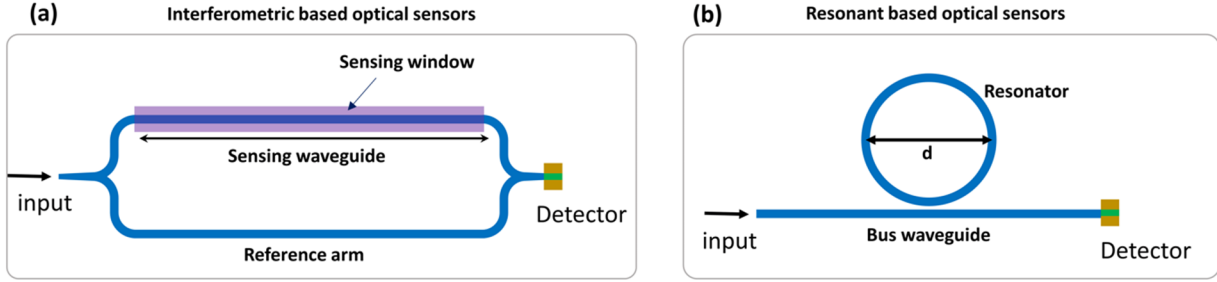 (a)
Interferometric based optical sensors
Sensing window
Sensing waveguide
input
Detector
Reference arm
(b)
Resonant based optical sensors
Resonator
d
input
Bus waveguide
Detector